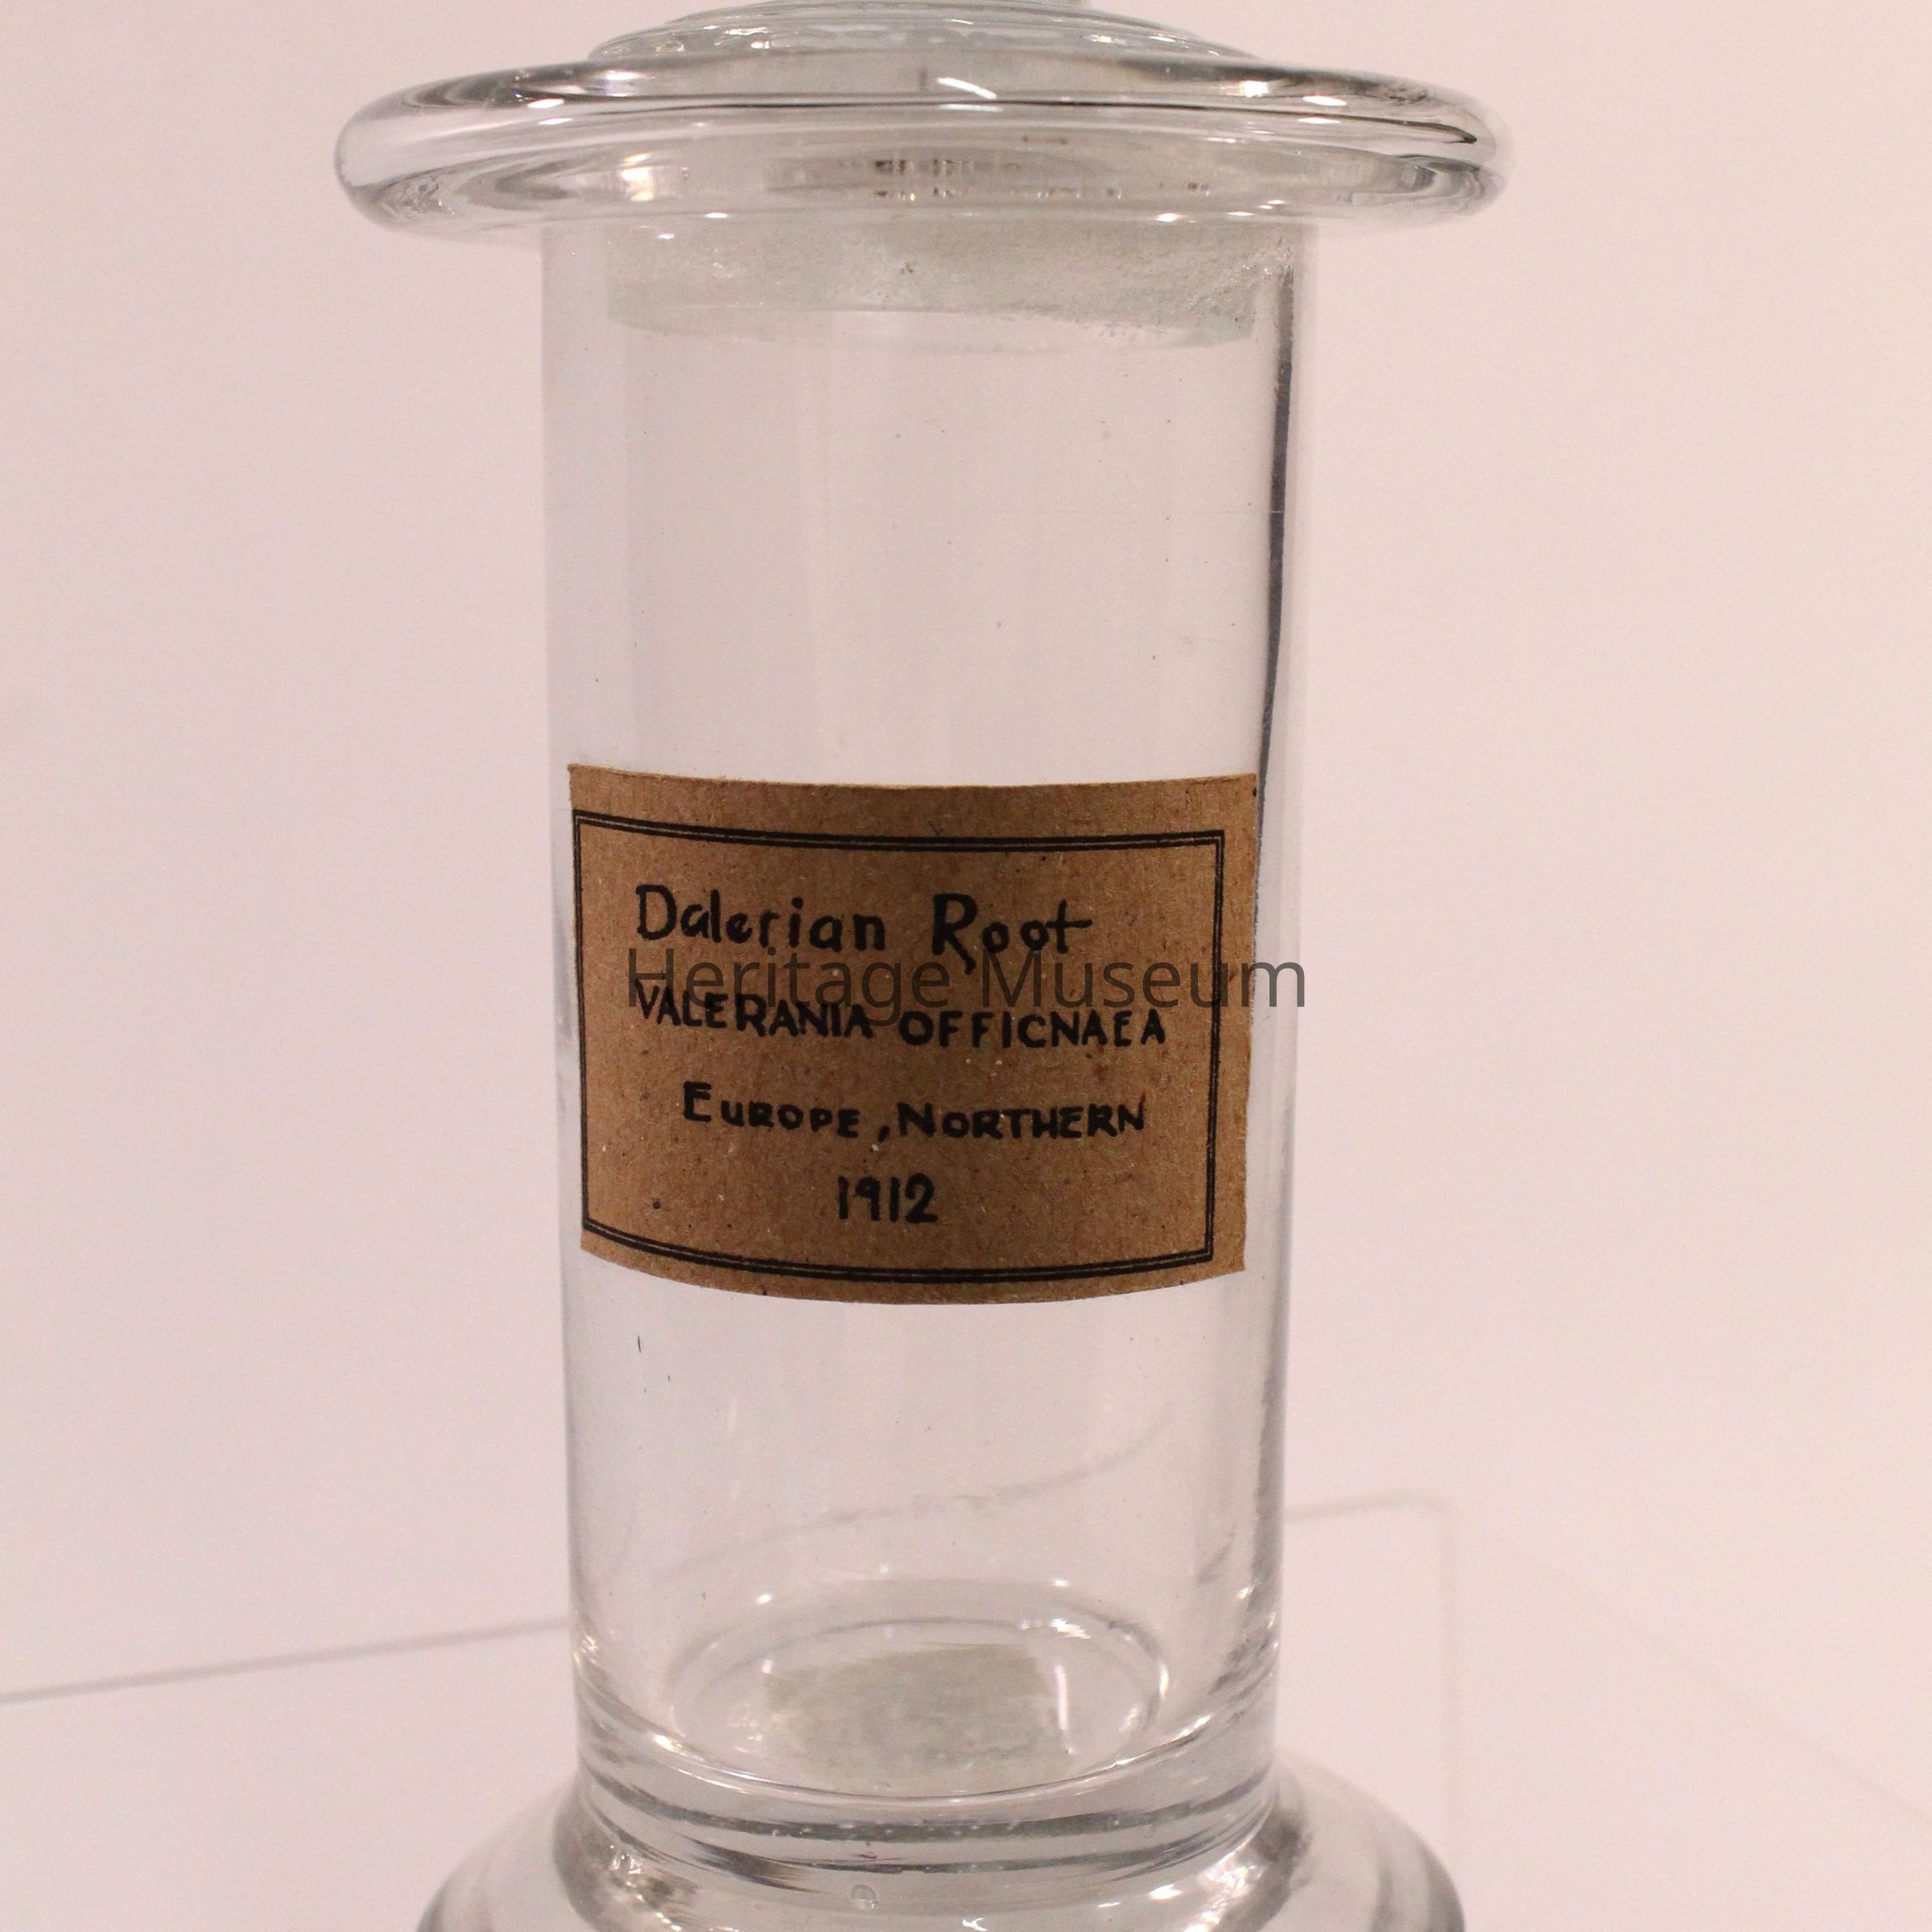 Dalerian Root
Heritage Museum
VALERANIA OFFICNAEA
EUROPE, NORTHERN
1912